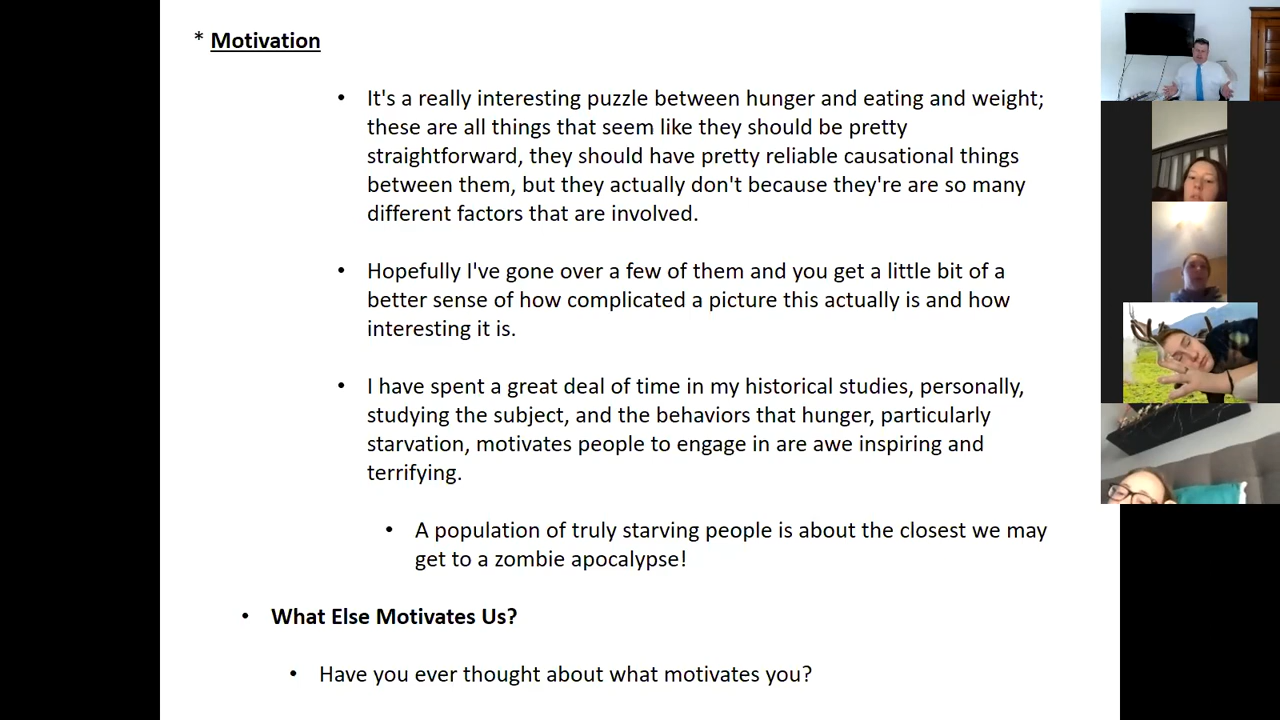 * Motivation
• It's a really interesting puzzle between hunger and eating and weight;
these are all things that seem like they should be pretty
straightforward, they should have pretty reliable causational things
between them, but they actually don't because they're are so many
different factors that are involved.
• Hopefully I've gone over a few of them and you get a little bit of a
better sense of how complicated a picture this actually is and how
interesting it is.
• I have spent a great deal of time in my historical studies, personally,
studying the subject, and the behaviors that hunger, particularly
starvation, motivates people to engage in are awe inspiring and
terrifying.
• A population of truly starving people is about the closest we may
get to a zombie apocalypse!
• What Else Motivates Us?
• Have you ever thought about what motivates you?